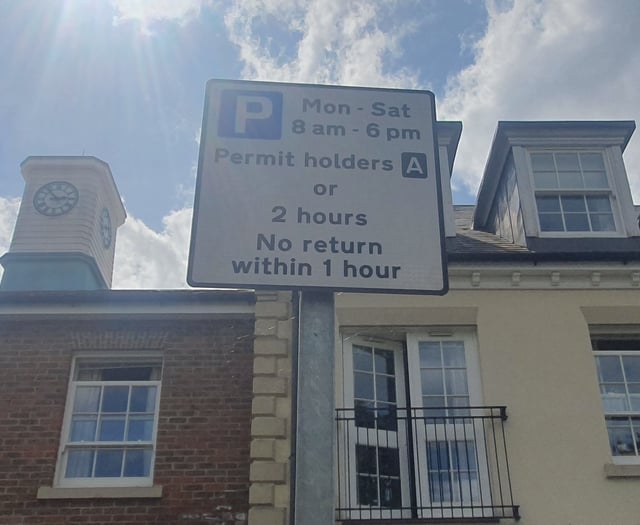 P Mon - Sat
8 am - 6 pm
Permit holders A
or
2 hours
No return
within 1 hour